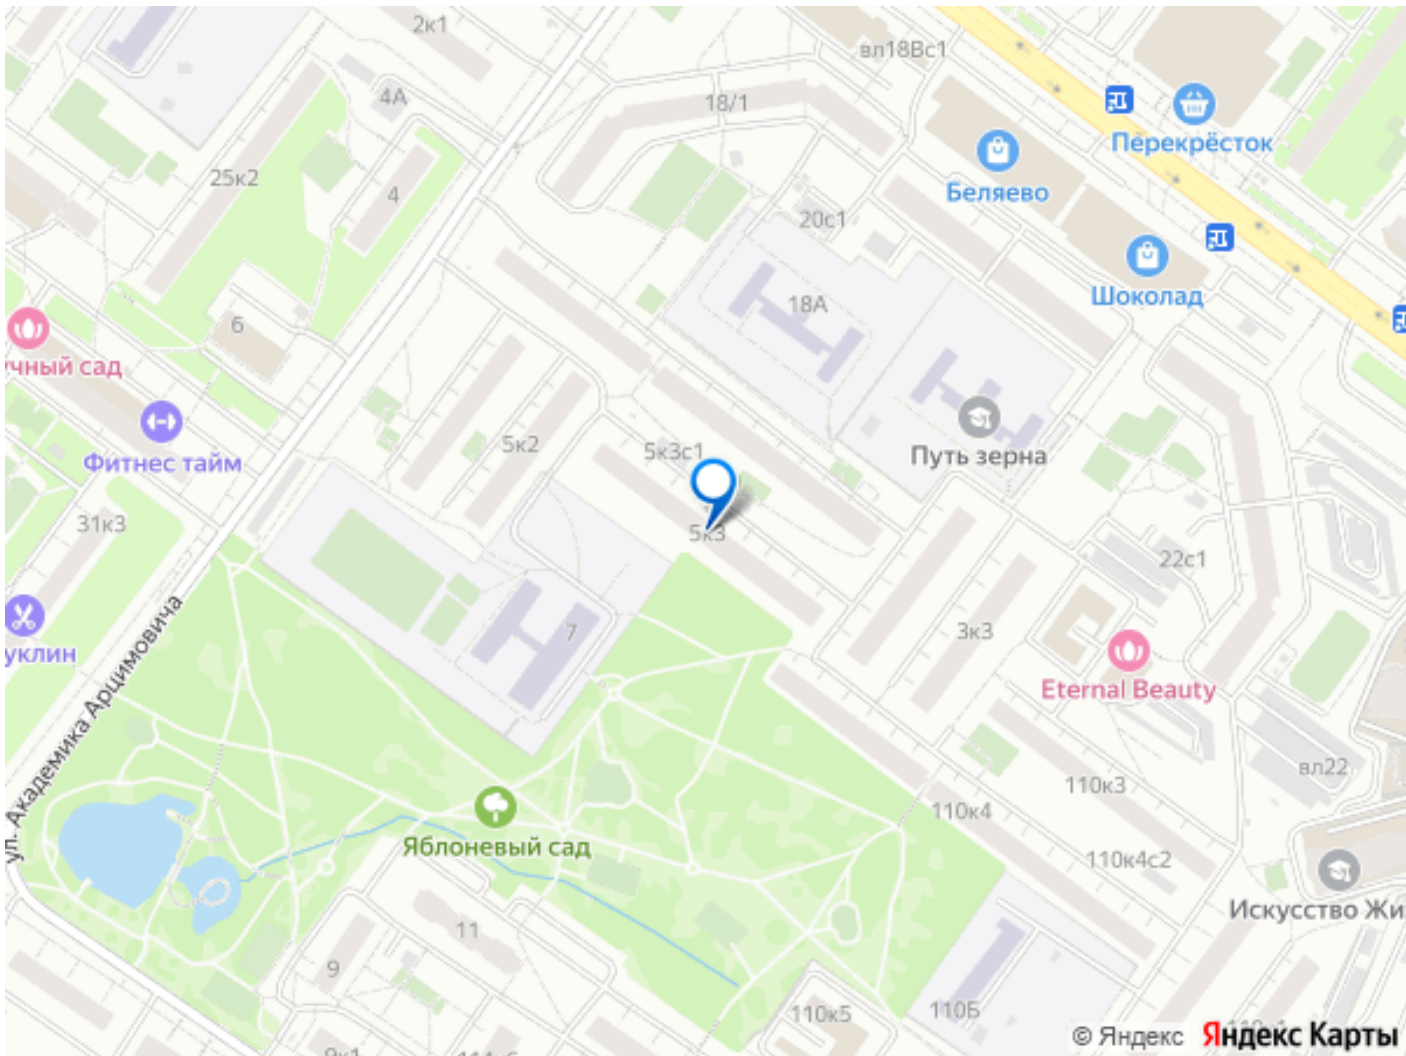 2к1
вл18Вс1
4А
18/1
Перекрёсток
25к2
4
Беляево
20с1
Шоколад
18А
6
учный сад
5к2
5к3с1
Путь зерна
Фитнес тайм
31к3
5к3
22с1
7
3к3
уклин
Eternal Beauty
ул. Академика Арцимовича
вл22
110к3
110к4
Яблоневый сад
110к4с2
Искусство Жи
11
9
110Б
110к5
© Яндекс Яндекс Карты
9к1